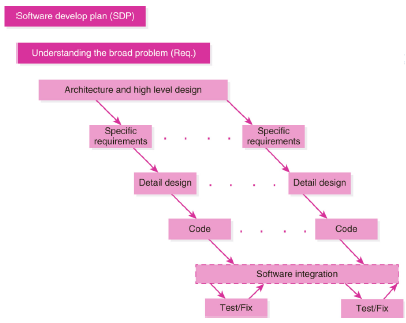 Software develop plan (SDP)
Understanding the broad problem (Req.)
Architecture and high level design
Specific
requirements
Specific
requirements
Detail design
Detail design
Code
Code
Software integration
Test/Fix
Test/Fix